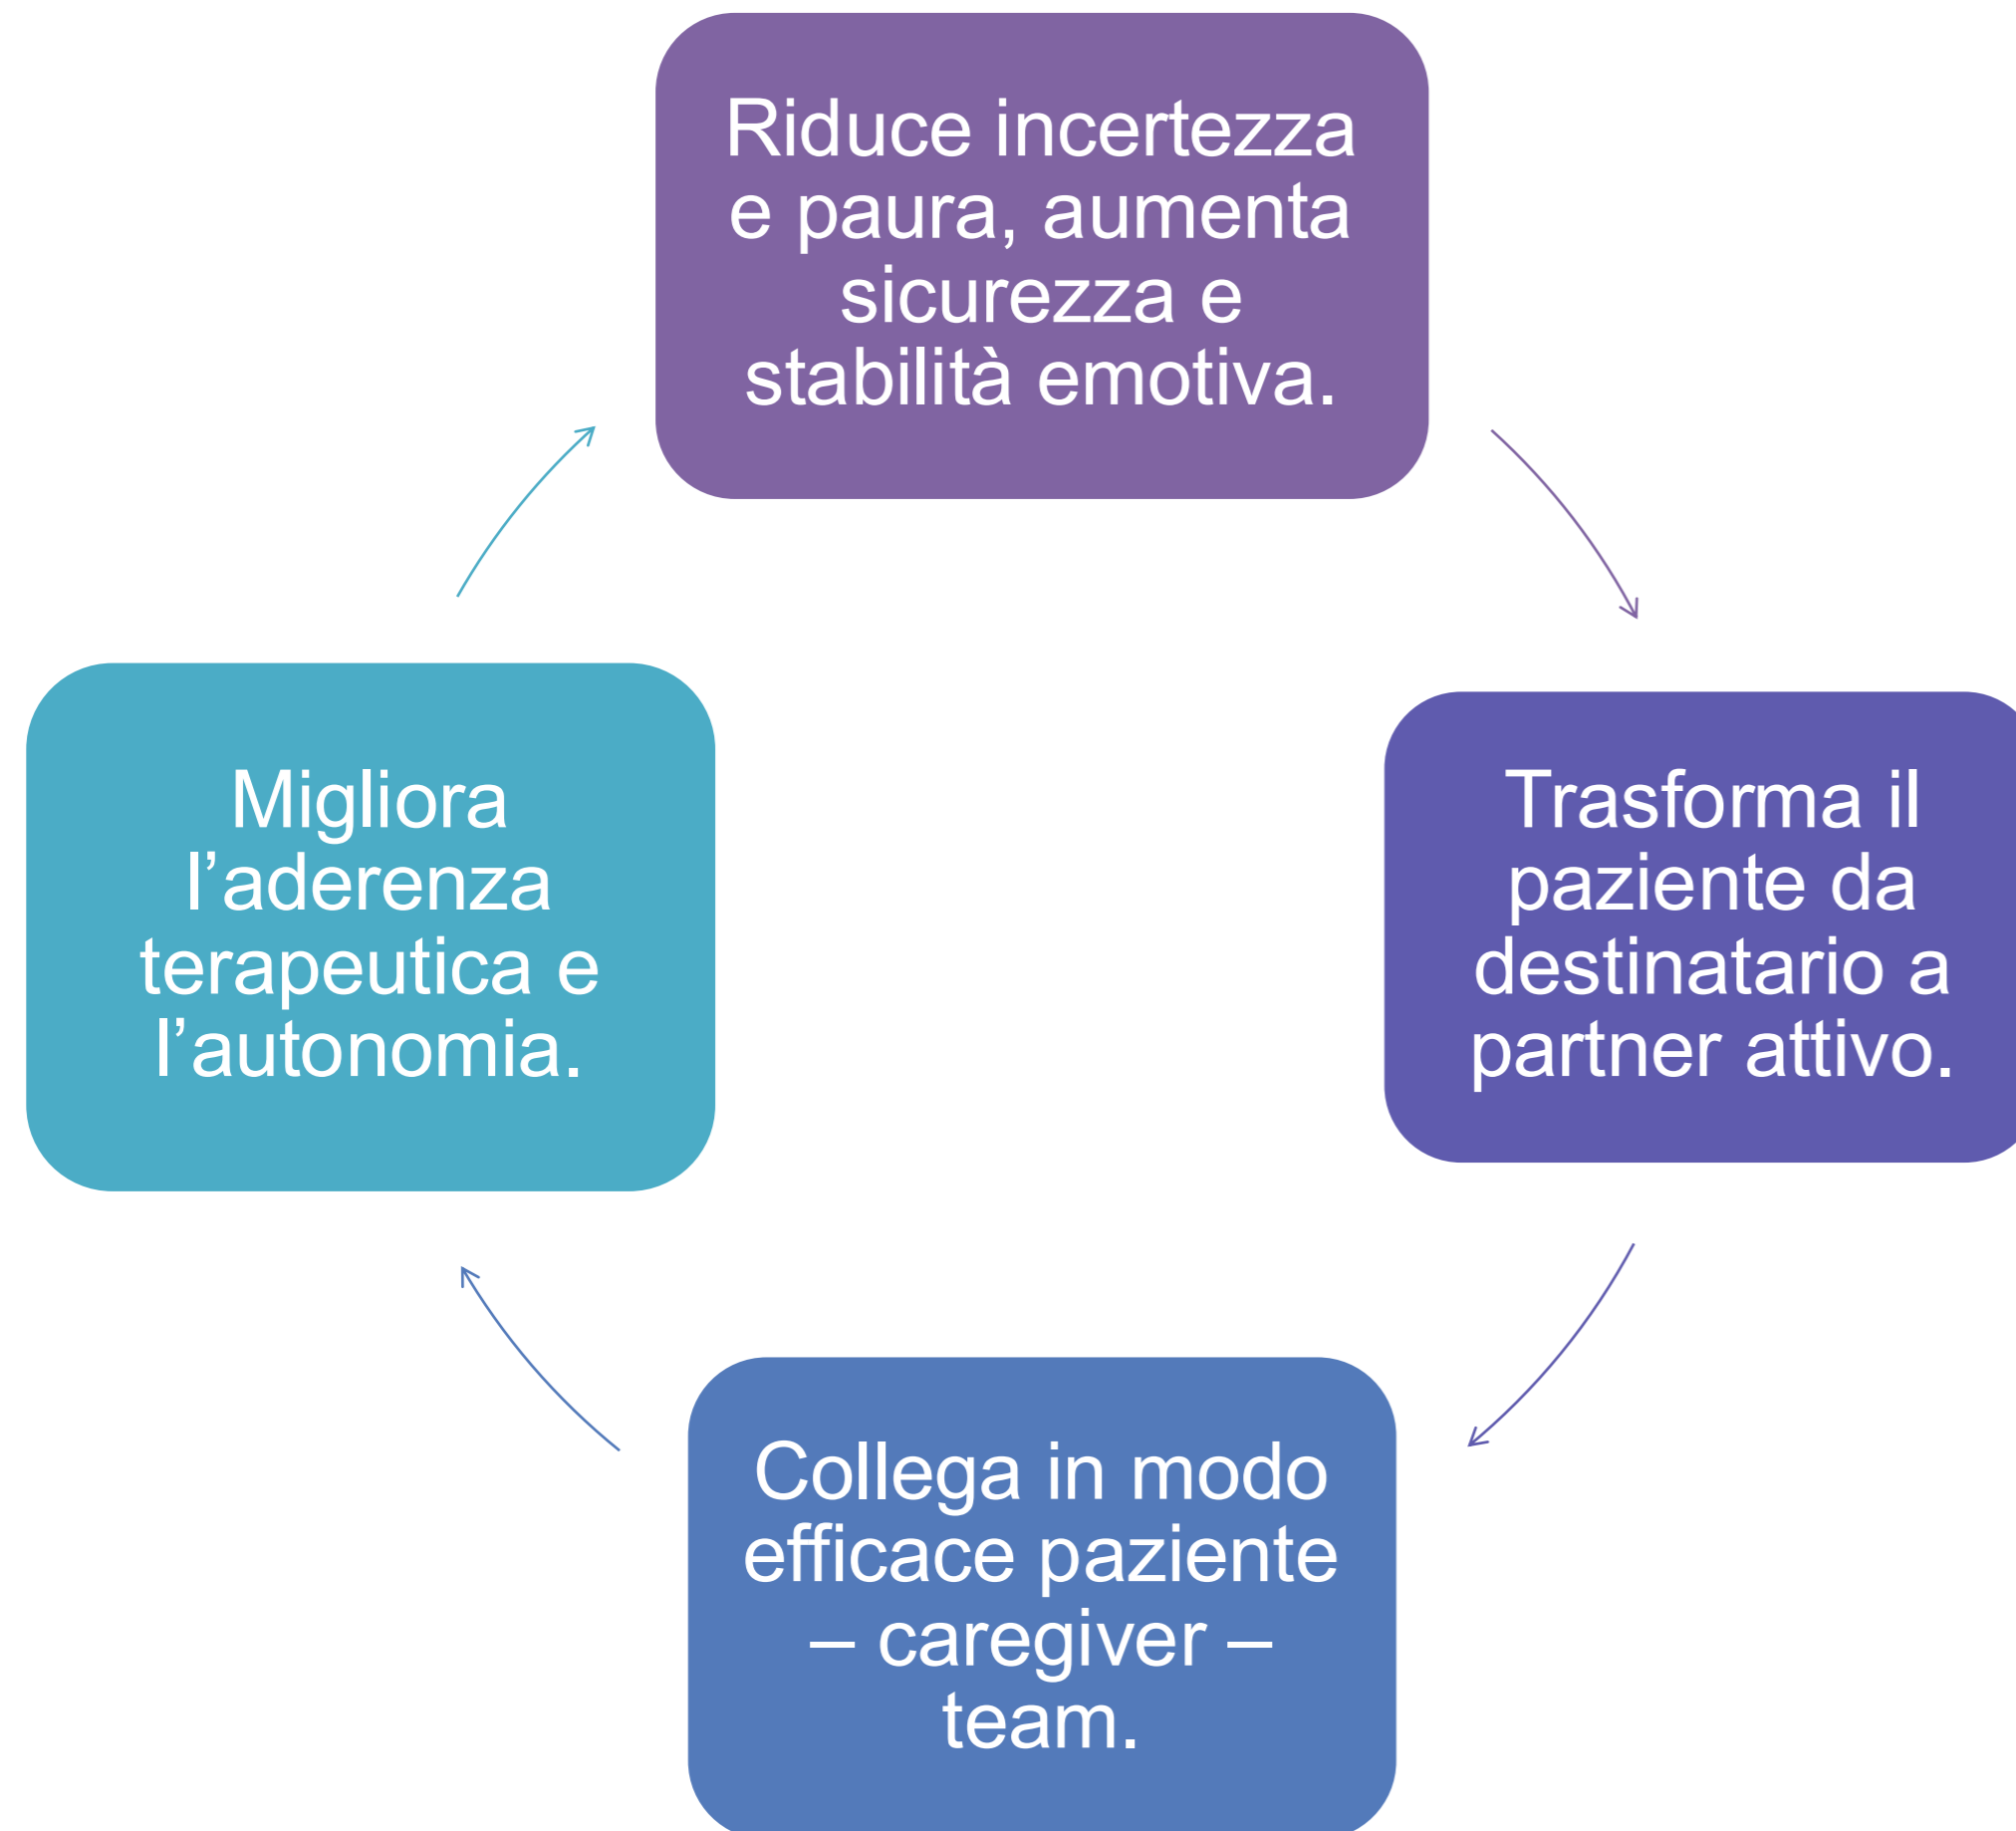 Riduce incertezza
e paura, aumenta
sicurezza e
stabilità emotiva.
Trasforma il
paziente da
destinatario a
partner attivo.
Collega in modo
efficace paziente
– caregiver –
team.
Migliora
l’aderenza
terapeutica e
l’autonomia.